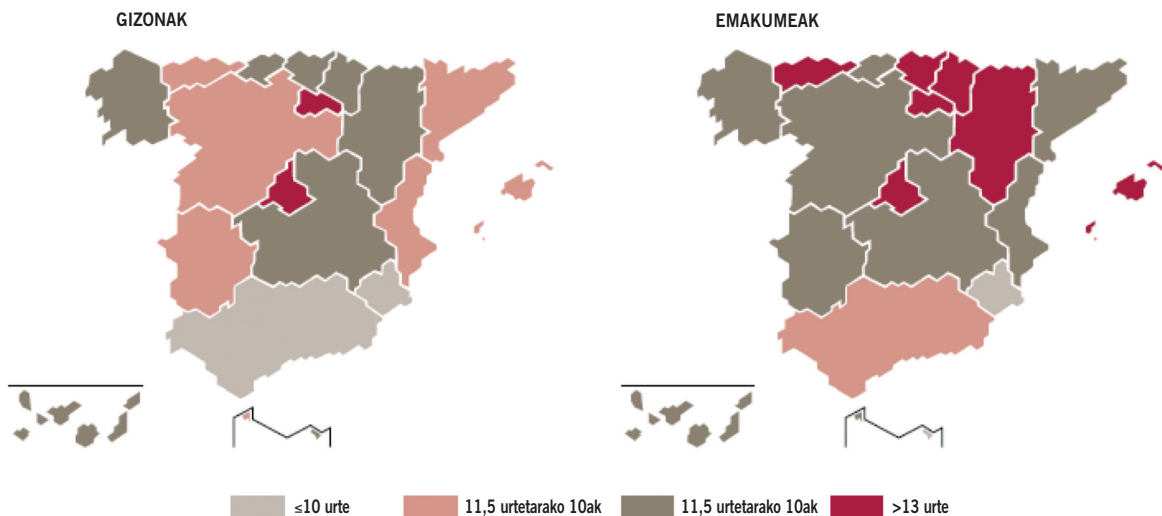 GIZONAK
EMAKUMEAK
≤10 urte
11,5 urtetarako 10ak
11,5 urtetarako 10ak
>13 urte